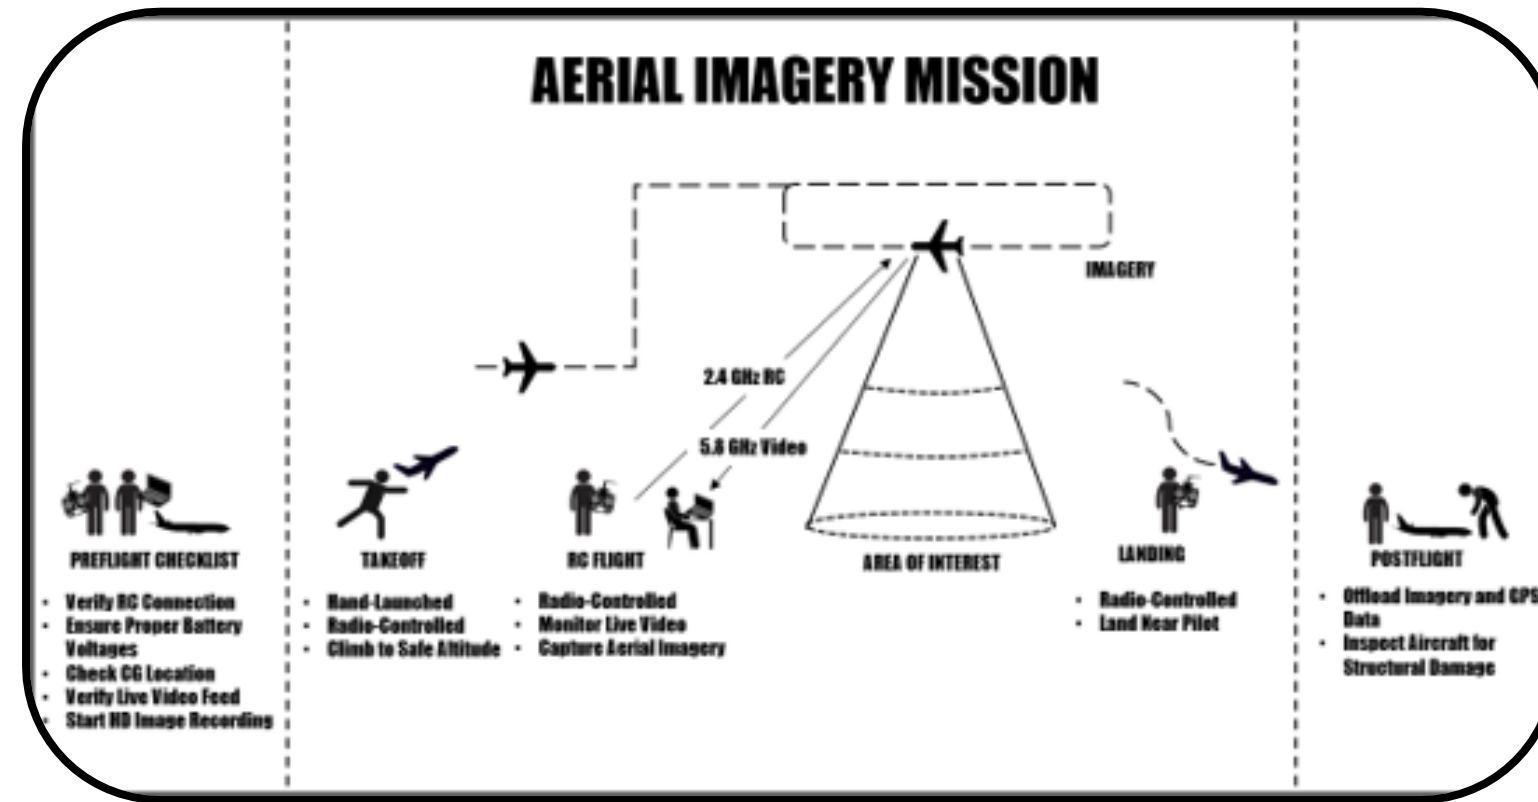 AERIAL IMAGERY MISSION
IMAGERY
2.4 GHz RC
5.8 GHz Video
PREFLIGHT CHECKLIST
• Verify RC Connection
• Ensure Proper Battery
Voltages
• Check CG Location
• Verify Live Video Feed
• Start HD Image Recording
TAKEOFF
• Hand-Launched
• Radio-Controlled
• Climb to Safe Altitude
RC FLIGHT
• Radio-Controlled
• Monitor Live Video
• Capture Aerial Imagery
AREA OF INTEREST
LANDING
• Radio-Controlled
• Land Near Pilot
POSTFLIGHT
• Offload Imagery and GPS
Data
• Inspect Aircraft for
Structural Damage